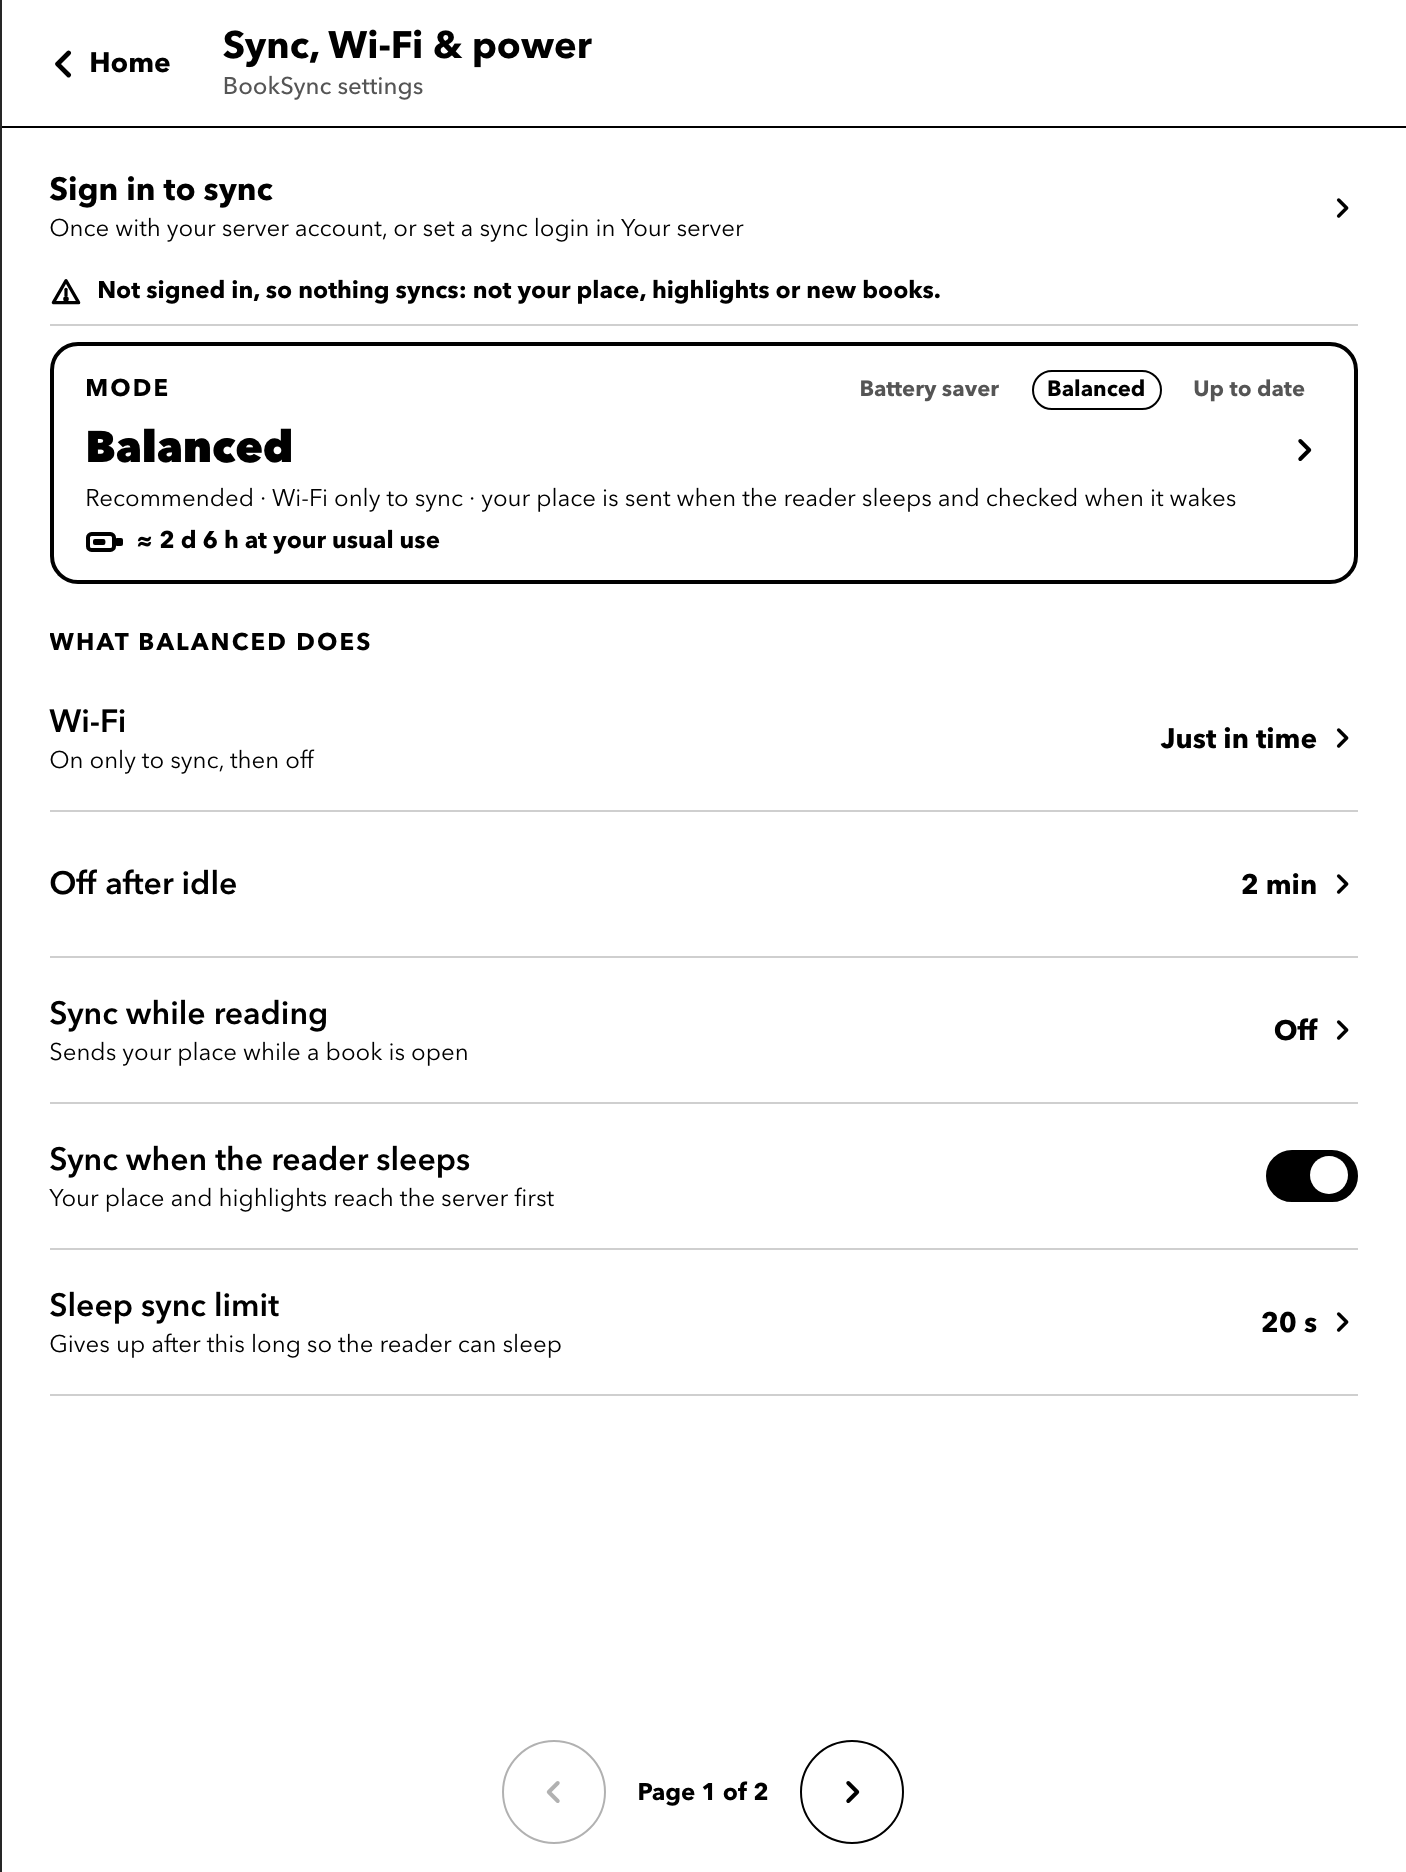 Home
Sync, Wi-Fi & power
BookSync settings
Sign in to sync
Once with your server account, or set a sync login in Your server
Not signed in, so nothing syncs: not your place, highlights or new books.
MODE
Battery saver
Balanced
Up to date
Balanced
Recommended · Wi-Fi only to sync · your place is sent when the reader sleeps and checked when it wakes
≈ 2 d 6 h at your usual use
WHAT BALANCED DOES
Wi-Fi
On only to sync, then off
Just in time
Off after idle
2 min
Sync while reading
Sends your place while a book is open
Off
Sync when the reader sleeps
Your place and highlights reach the server first
Sleep sync limit
Gives up after this long so the reader can sleep
20 s
Page 1 of 2